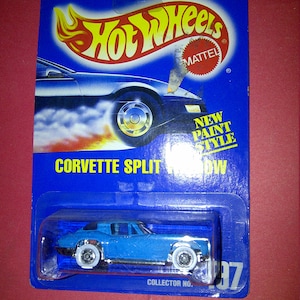 HOT WHEELS
®
MATTEL
NEW
PAINT
STYLE
CORVETTE SPLIT
COLLECTOR NO.